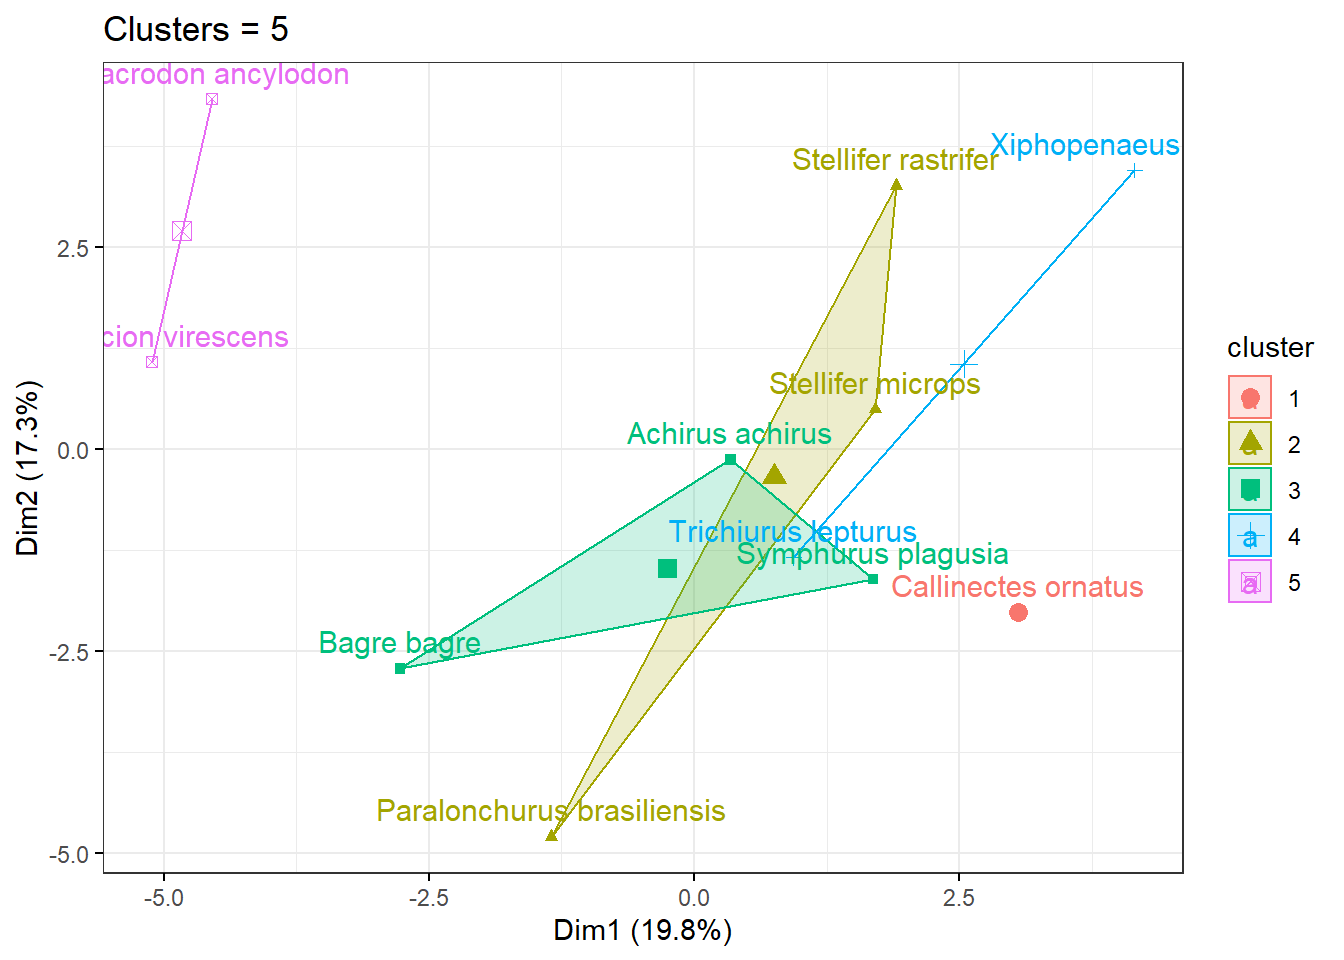 Clusters = 5
acrodon ancylodon
Xiphopenaeus
Stellifer rastrifer
cion virescens
Stellifer microps
Achirus achirus
Trichiurus lepturus
Symphurus plagusia
Callinectes ornatus
Bagre bagre
Paralonchurus brasiliensis
2.5
0.0
-2.5
-5.0
Dim2 (17.3%)
-5.0
-2.5
0.0
2.5
Dim1 (19.8%)
cluster
a 1
a 2
a 3
a 4
a 5